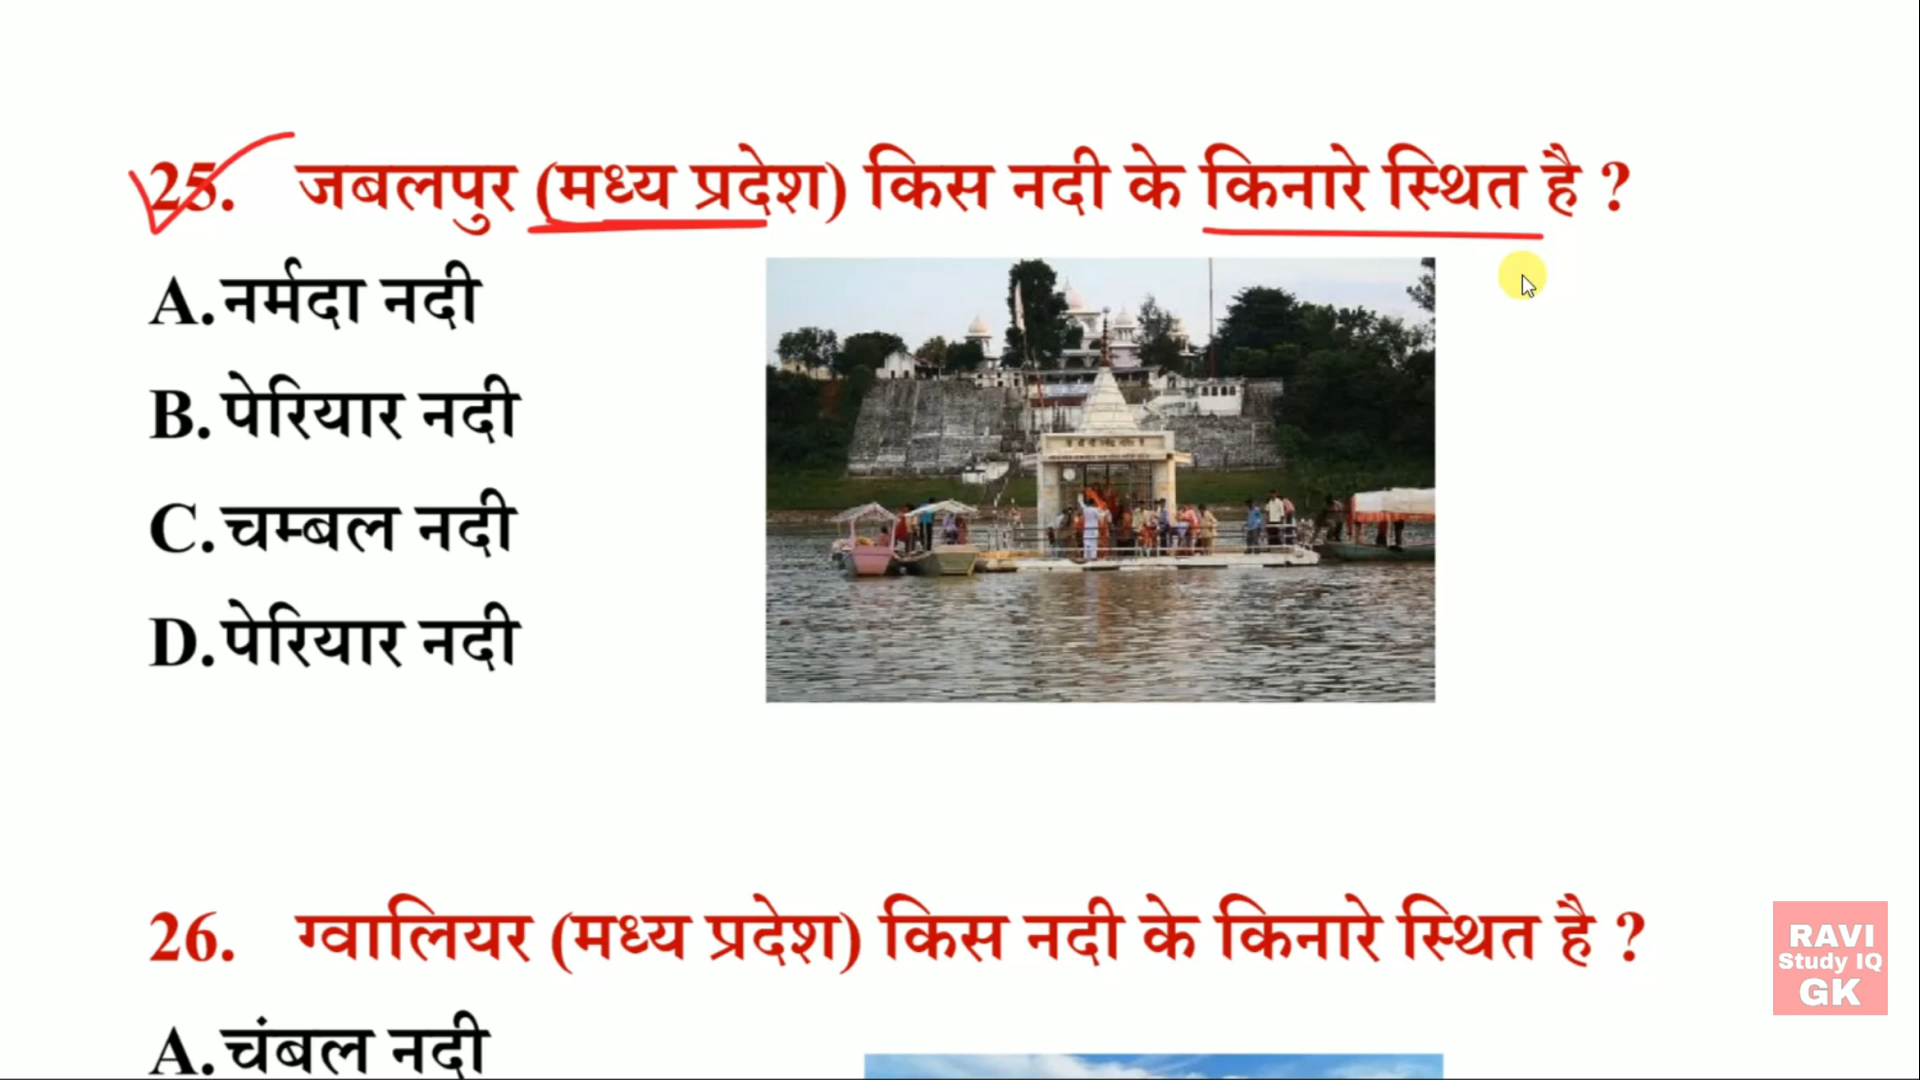 25. जबलपुर (मध्य प्रदेश) किस नदी के किनारे स्थित है ?
A. नर्मदा नदी
B. पेरियार नदी
C. चम्बल नदी
D. पेरियार नदी
26. ग्वालियर (मध्य प्रदेश) किस नदी के किनारे स्थित है ?
A. चंबल नदी
RAVI
Study IQ
GK